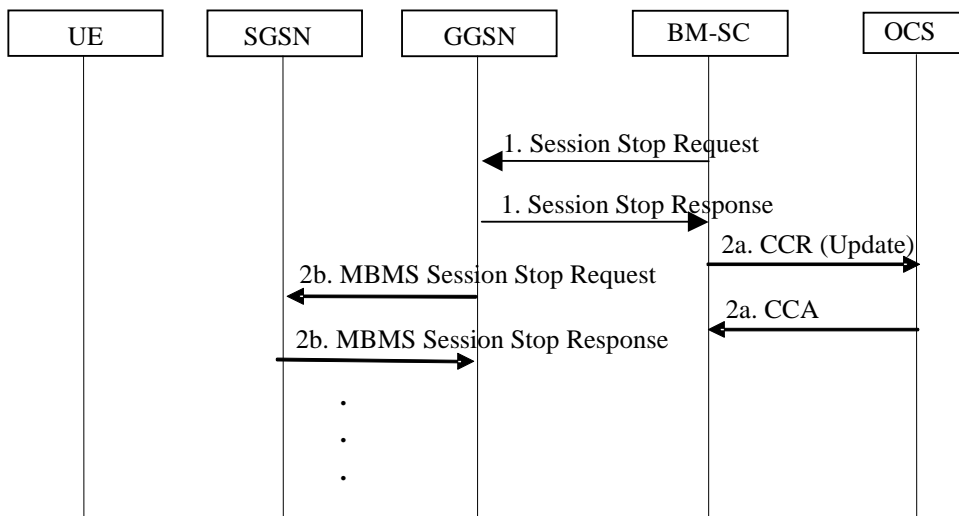 UE
SGSN
GGSN
BM-SC
OCS
1. Session Stop Request
1. Session Stop Response
2a. CCR (Update)
2b. MBMS Session Stop Request
2a. CCA
2b. MBMS Session Stop Response
.
.
.